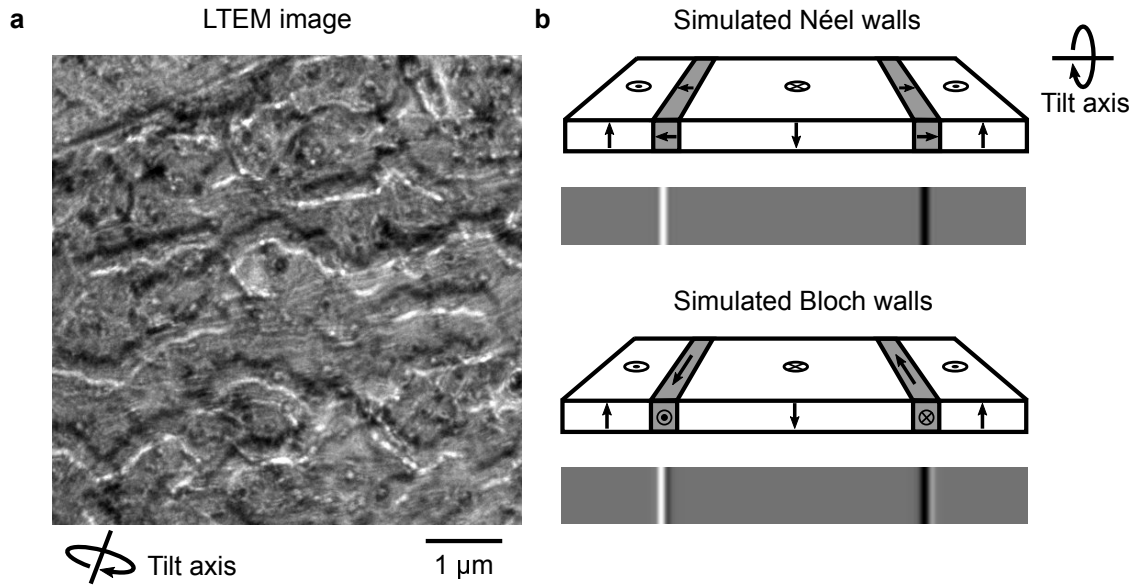 a
LTEM image
Tilt axis
1 µm
b
Simulated Néel walls
Tilt axis
Simulated Bloch walls